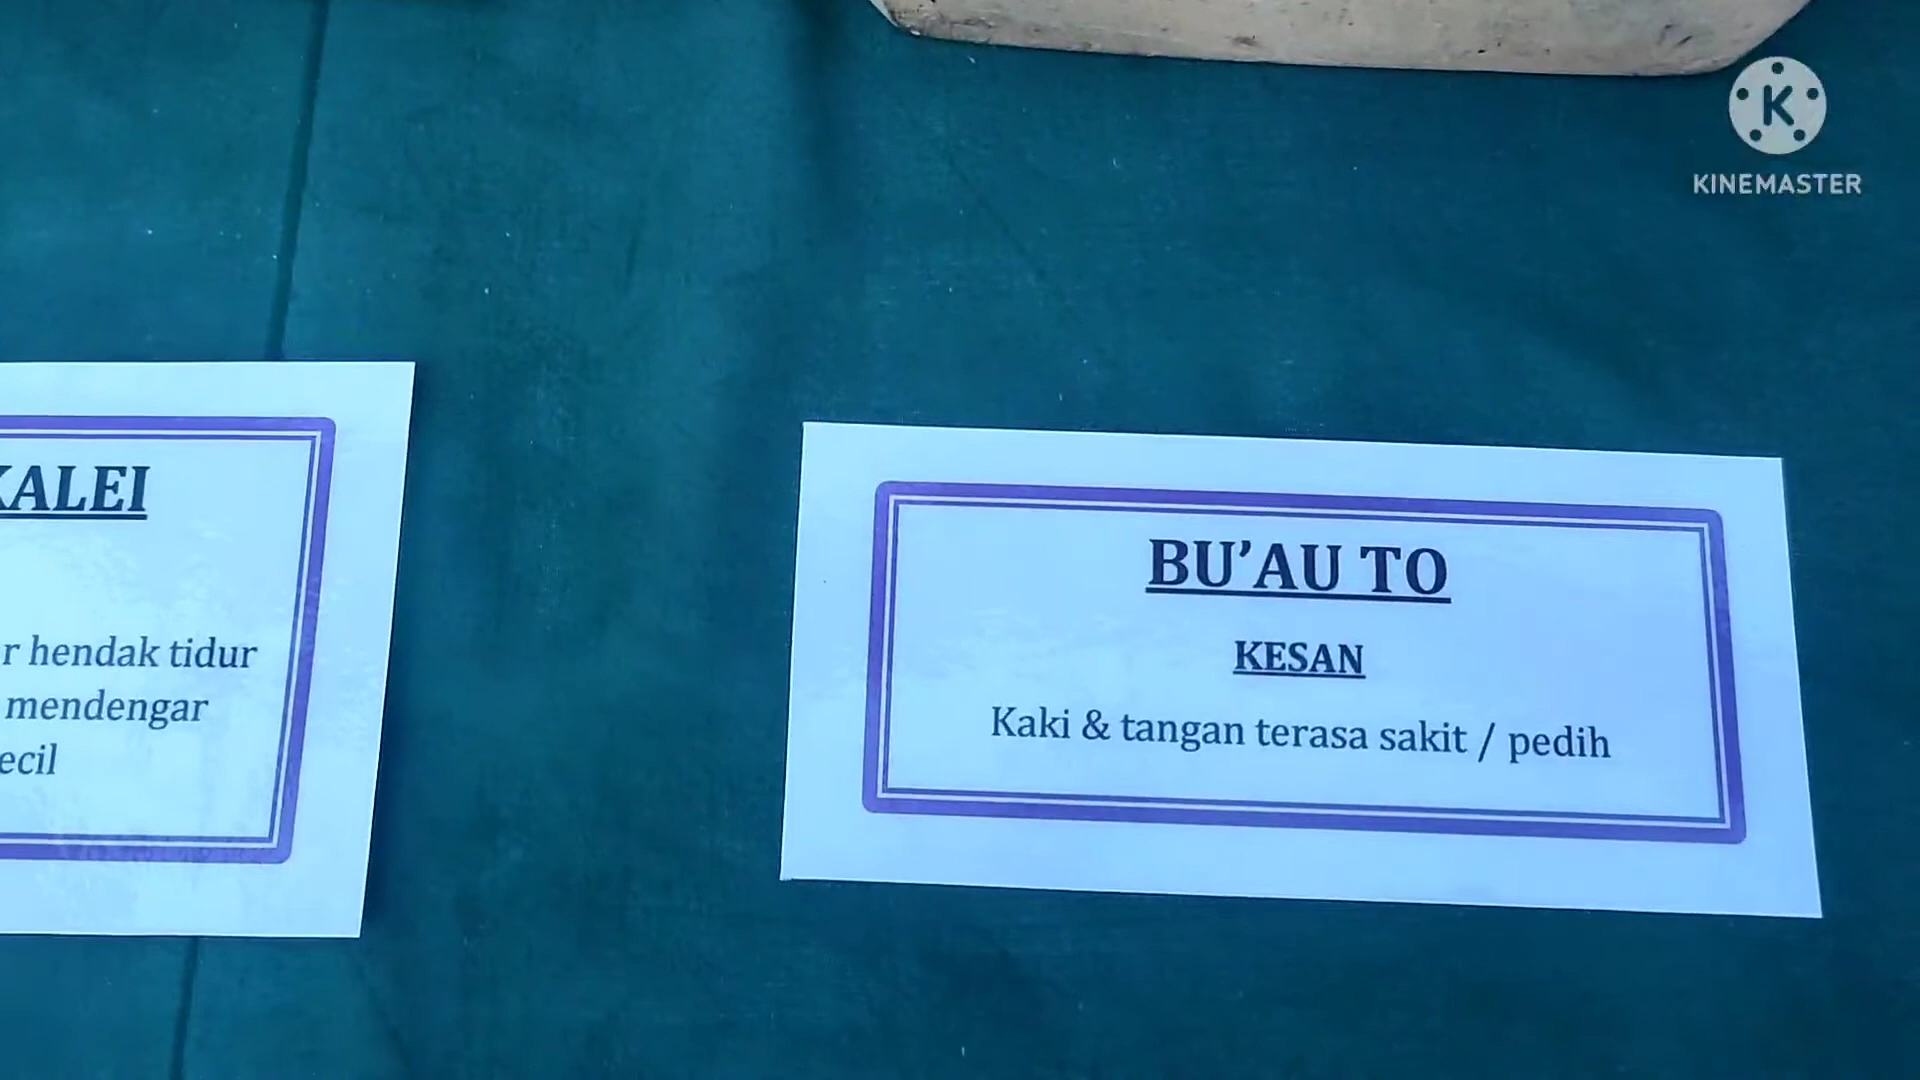 KINEMASTER
KALEI
r hendak tidur
mendengar
ecil
BU'AU TO
KESAN
Kaki & tangan terasa sakit / pedih